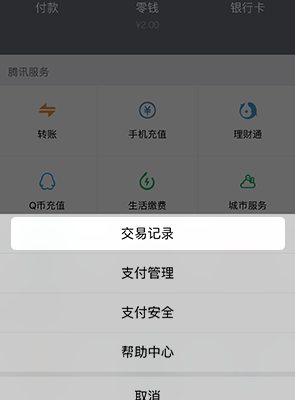 付款 零钱 银行卡
¥2.00
腾讯服务
转账 手机充值 理财通
Q币充值 生活缴费 城市服务
交易记录
支付管理
支付安全
帮助中心
取消